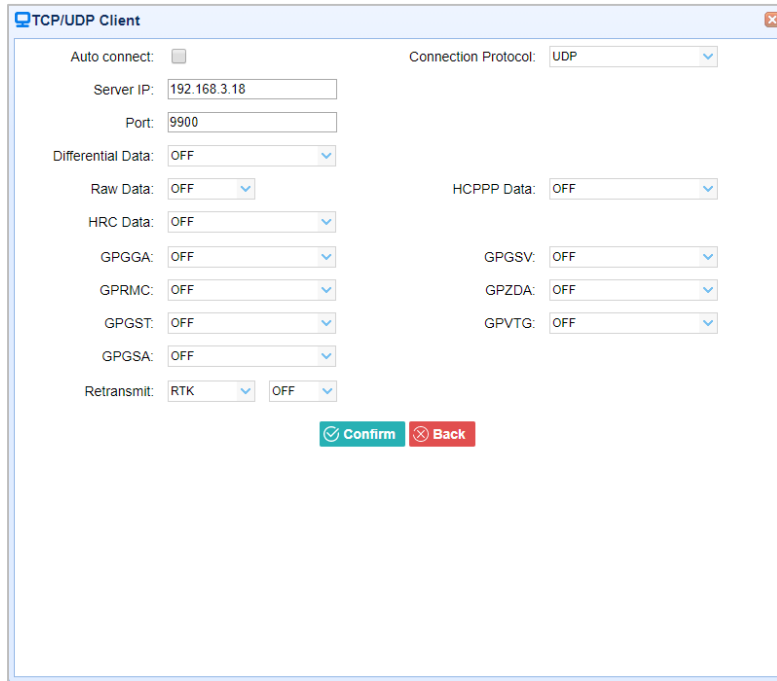 TCP/UDP Client
Auto connect: Connection Protocol: UDP
Server IP: 192.168.3.18
Port: 9900
Differential Data: OFF
Raw Data: OFF HCPPP Data: OFF
HRC Data: OFF
GPGGA: OFF GPGSV: OFF
GPRMC: OFF GPZDA: OFF
GPGST: OFF GPVTG: OFF
GPGSA: OFF
Retransmit: RTK OFF
Confirm Back